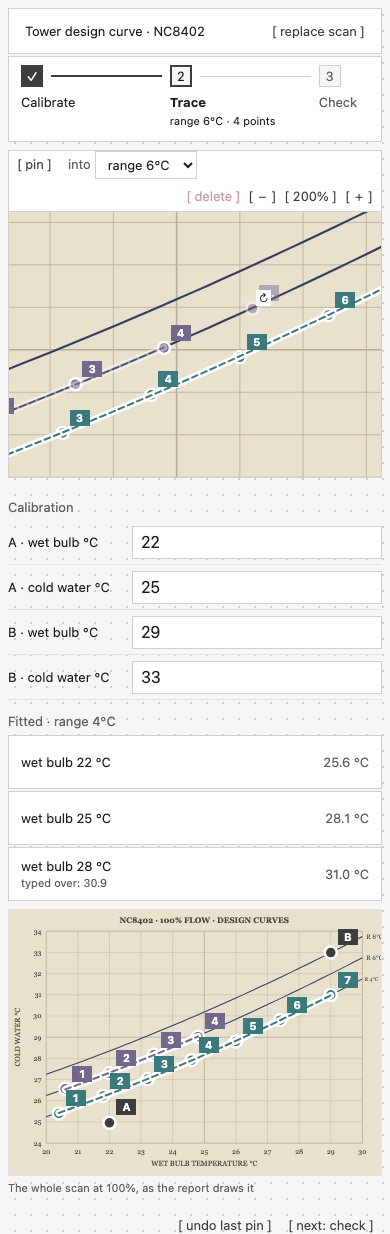 Tower design curve · NC8402 [ replace scan ]
✓ 2 3
Calibrate Trace Check
range 6°C · 4 points
[ pin ] into range 6°C
[ delete ] [ − ] [ 200% ] [ + ]
6
4
5
3
4
3
Calibration
A · wet bulb °C 22
A · cold water °C 25
B · wet bulb °C 29
B · cold water °C 33
Fitted · range 4°C
wet bulb 22 °C 25.6 °C
wet bulb 25 °C 28.1 °C
wet bulb 28 °C 31.0 °C
typed over: 30.9
NC8402 · 100% FLOW · DESIGN CURVES
34
B
R 8°C
33
R 6°C
32
7
R 4°C
31
6
30
4
5
29
3
4
28
2
3
27
1
2
26
1
A
25
24
20 21 22 23 24 25 26 27 28 29 30
COLD WATER °C
WET BULB TEMPERATURE °C
The whole scan at 100%, as the report draws it
[ undo last pin ] [ next: check ]